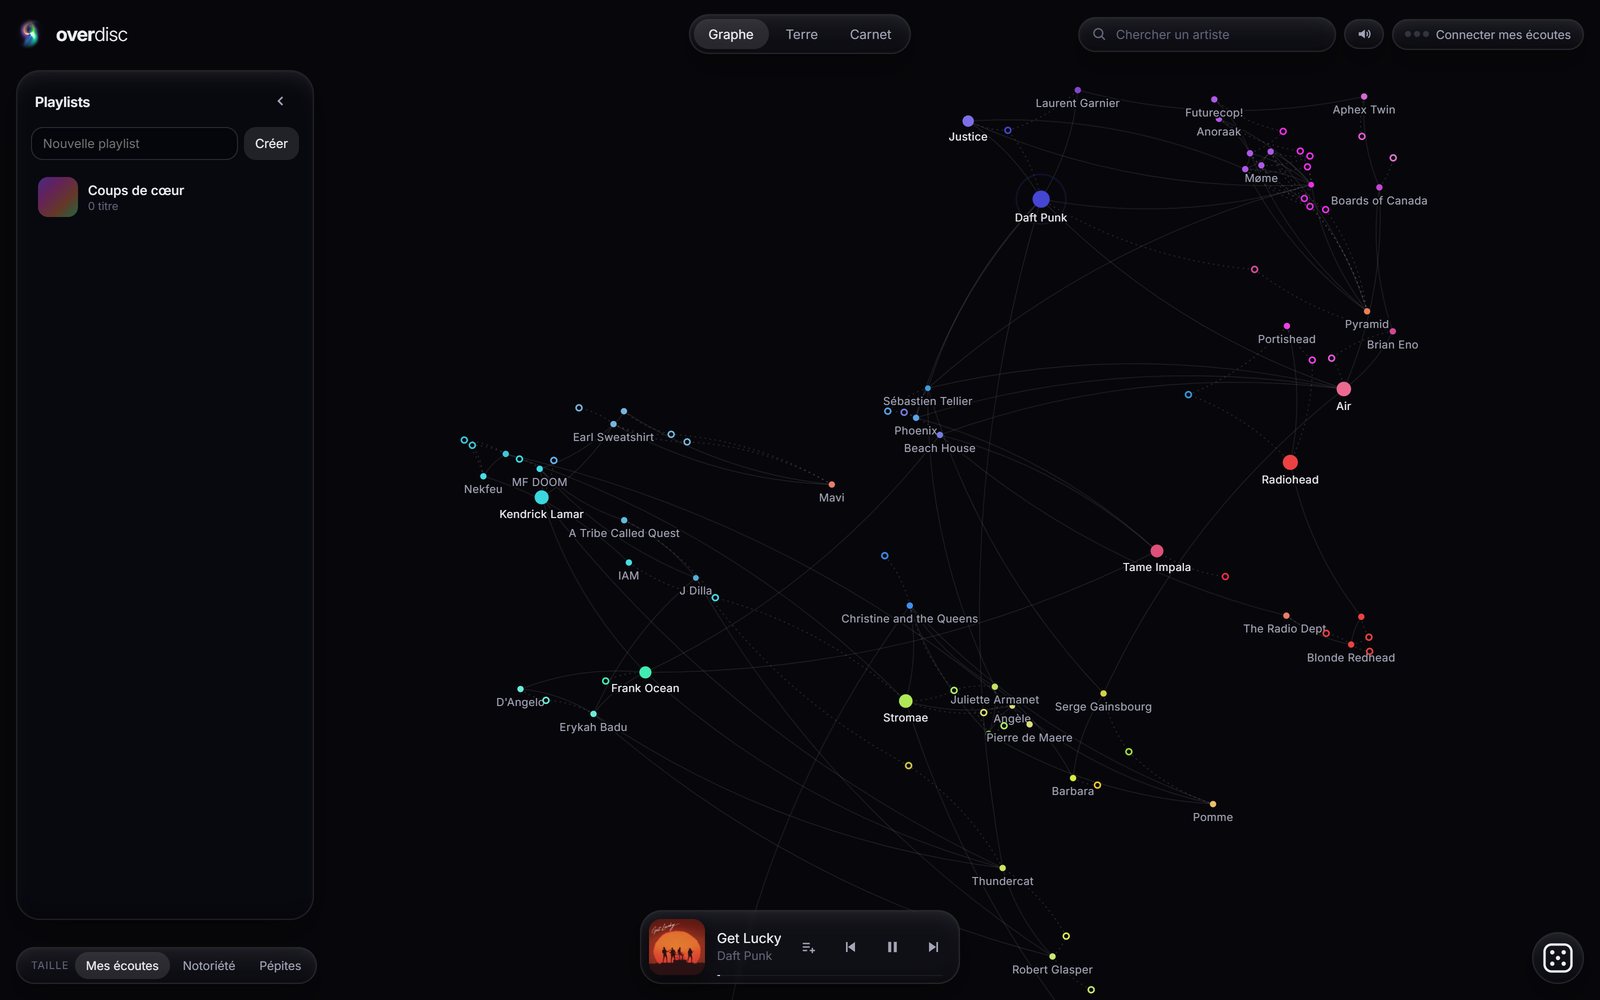 overdisc
Graphe
Terre
Carnet
Chercher un artiste
Connecter mes écoutes
Playlists
Nouvelle playlist
Créer
Coups de cœur
0 titre
Laurent Garnier
Futurecop!
Aphex Twin
Justice
Anoraak
Møme
Boards of Canada
Daft Punk
Pyramid
Portishead
Brian Eno
Sébastien Tellier
Air
Phoenix
Earl Sweatshirt
Beach House
MF DOOM
Nekfeu
Radiohead
Mavi
Kendrick Lamar
A Tribe Called Quest
Tame Impala
IAM
J Dilla
Christine and the Queens
The Radio Dept.
Blonde Redhead
Frank Ocean
D'Angelo
Juliette Armanet
Serge Gainsbourg
Stromae
Angèle
Erykah Badu
Pierre de Maere
Barbara
Pomme
Thundercat
Robert Glasper
Get Lucky
Get Lucky
Daft Punk
TAILLE
Mes écoutes
Notoriété
Pépites